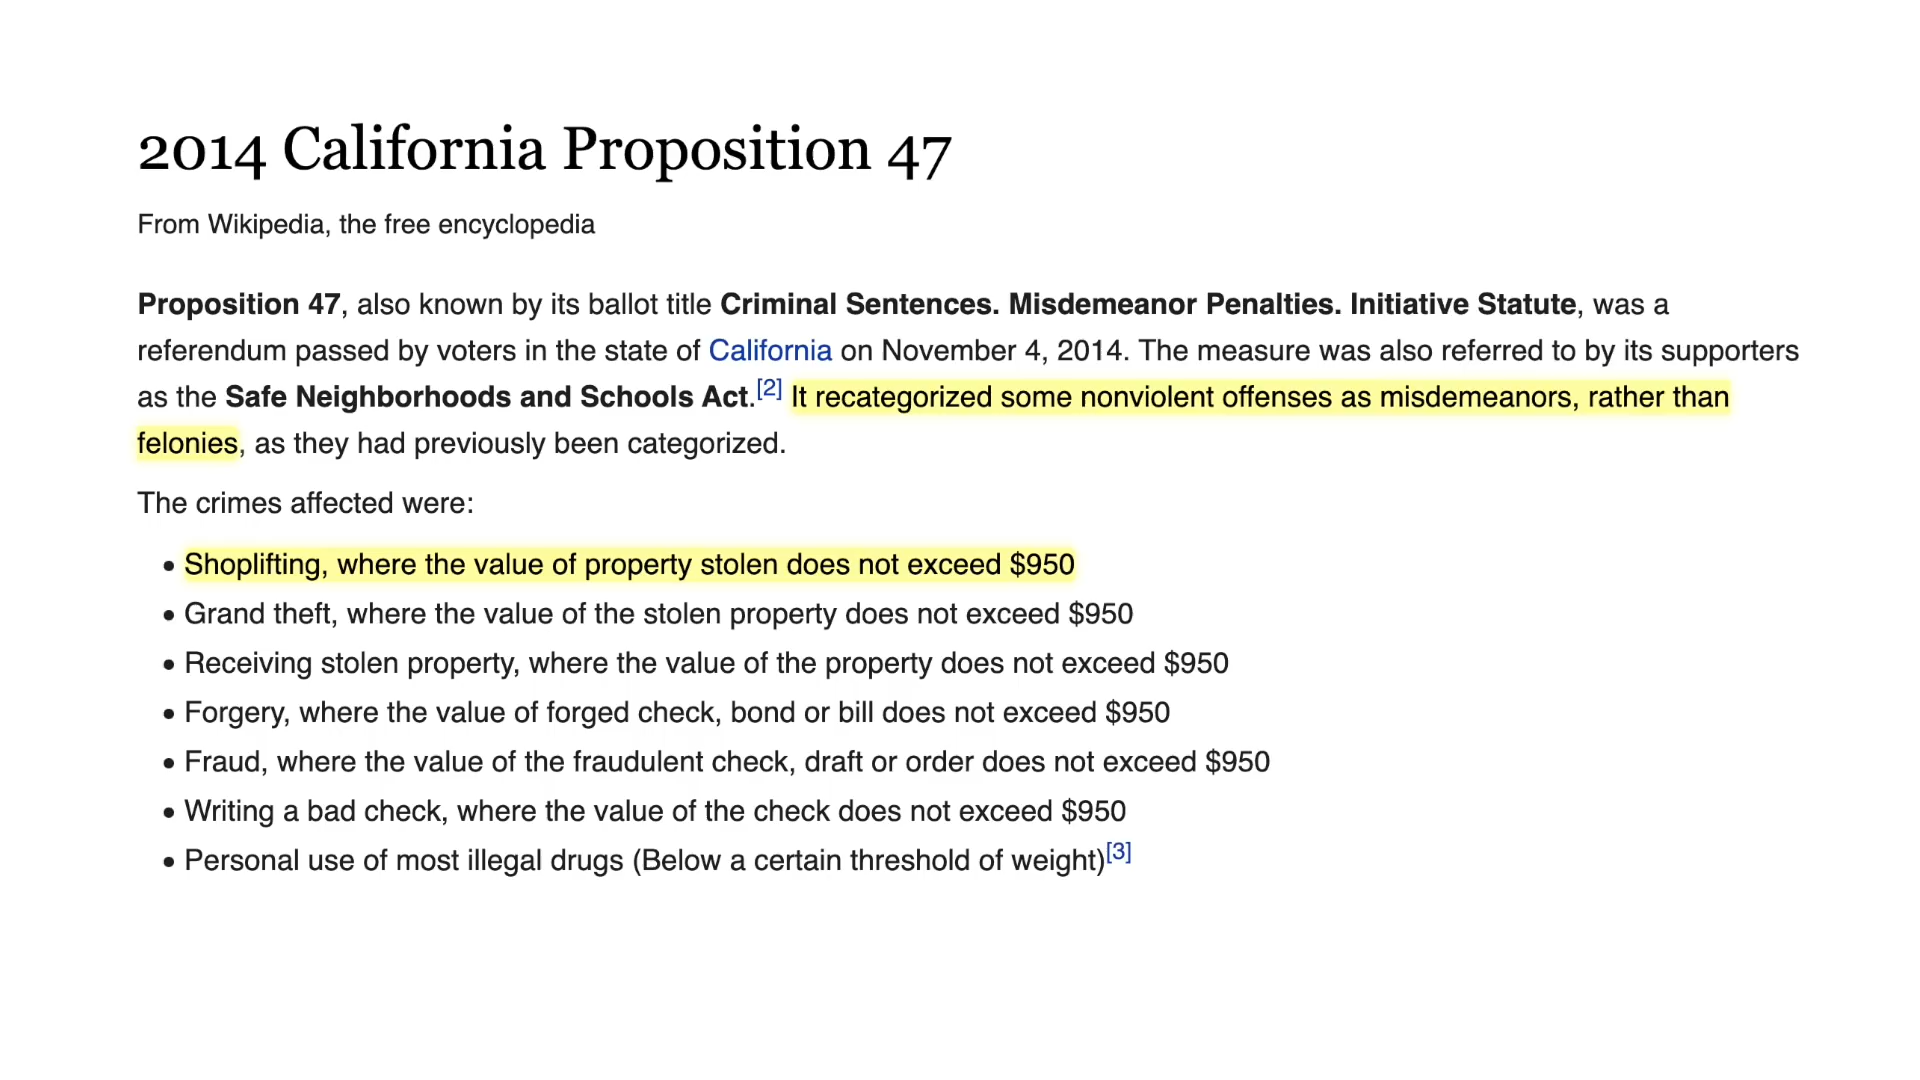 2014 California Proposition 47
From Wikipedia, the free encyclopedia
Proposition 47, also known by its ballot title Criminal Sentences. Misdemeanor Penalties. Initiative Statute, was a
referendum passed by voters in the state of California on November 4, 2014. The measure was also referred to by its supporters
as the Safe Neighborhoods and Schools Act.[2] It recategorized some nonviolent offenses as misdemeanors, rather than
felonies, as they had previously been categorized.
The crimes affected were:
• Shoplifting, where the value of property stolen does not exceed $950
• Grand theft, where the value of the stolen property does not exceed $950
• Receiving stolen property, where the value of the property does not exceed $950
• Forgery, where the value of forged check, bond or bill does not exceed $950
• Fraud, where the value of the fraudulent check, draft or order does not exceed $950
• Writing a bad check, where the value of the check does not exceed $950
• Personal use of most illegal drugs (Below a certain threshold of weight)[3]